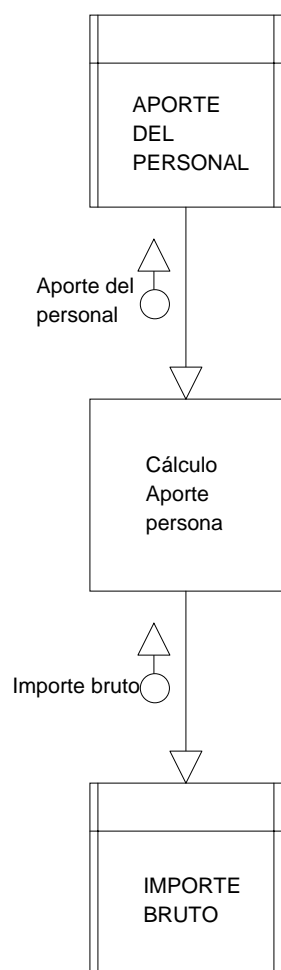 APORTE
DEL
PERSONAL
Aporte del
personal
Cálculo
Aporte
persona
Importe bruto
IMPORTE
BRUTO